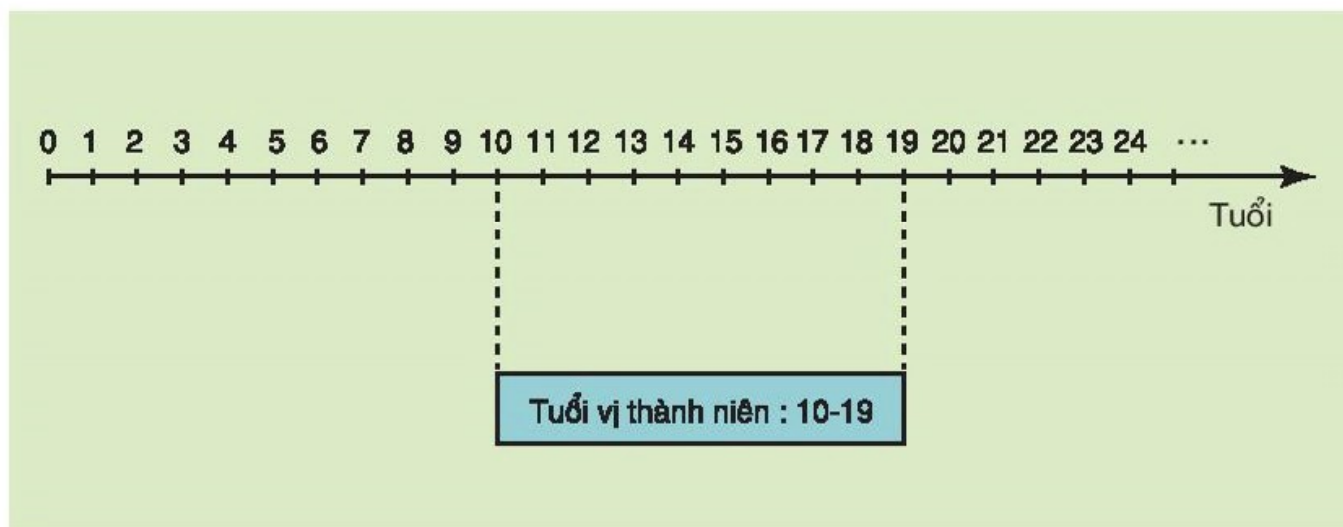 0 1 2 3 4 5 6 7 8 9 10 11 12 13 14 15 16 17 18 19 20 21 22 23 24 ...
Tuổi
Tuổi vị thành niên : 10-19